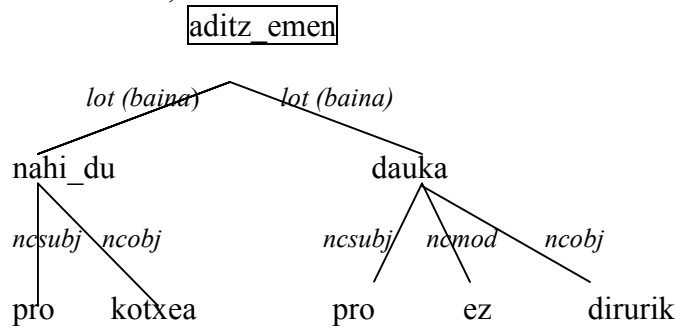 aditz_emen
lot (baina) lot (baina)
nahi_du dauka
ncsubj ncobj ncsubj ncmod ncobj
pro kotxea pro ez dirurik